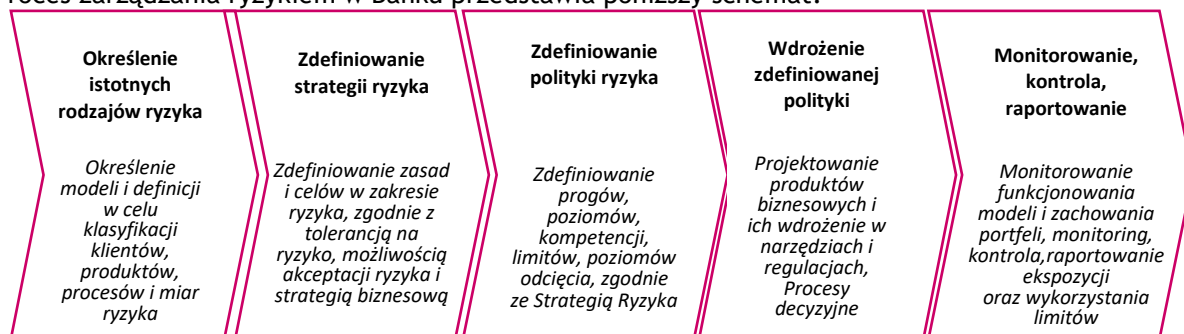 roces zarządzania ryzykiem w Banku przedstawia poniższy schemat:
Określenie
istotnych
rodzajów ryzyka
Określenie
modeli i definicji
w celu
klasyfikacji
klientów,
produktów,
procesów i miar
ryzyka
Zdefiniowanie
strategii ryzyka
Zdefiniowanie zasad
i celów w zakresie
ryzyka, zgodnie z
tolerancją na
ryzyko, możliwością
akceptacji ryzyka i
strategią biznesową
Zdefiniowanie
polityki ryzyka
Zdefiniowanie
progów,
poziomów,
kompetencji,
limitów, poziomów
odcięcia, zgodnie
ze Strategią Ryzyka
Wdrożenie
zdefiniowanej
polityki
Projektowanie
produktów
biznesowych i
ich wdrożenie w
narzędziach i
regulacjach,
Procesy
decyzyjne
Monitorowanie,
kontrola,
raportowanie
Monitorowanie
funkcjonowania
modeli i zachowania
portfeli, monitoring,
kontrola,raportowanie
ekspozycji
oraz wykorzystania
limitów